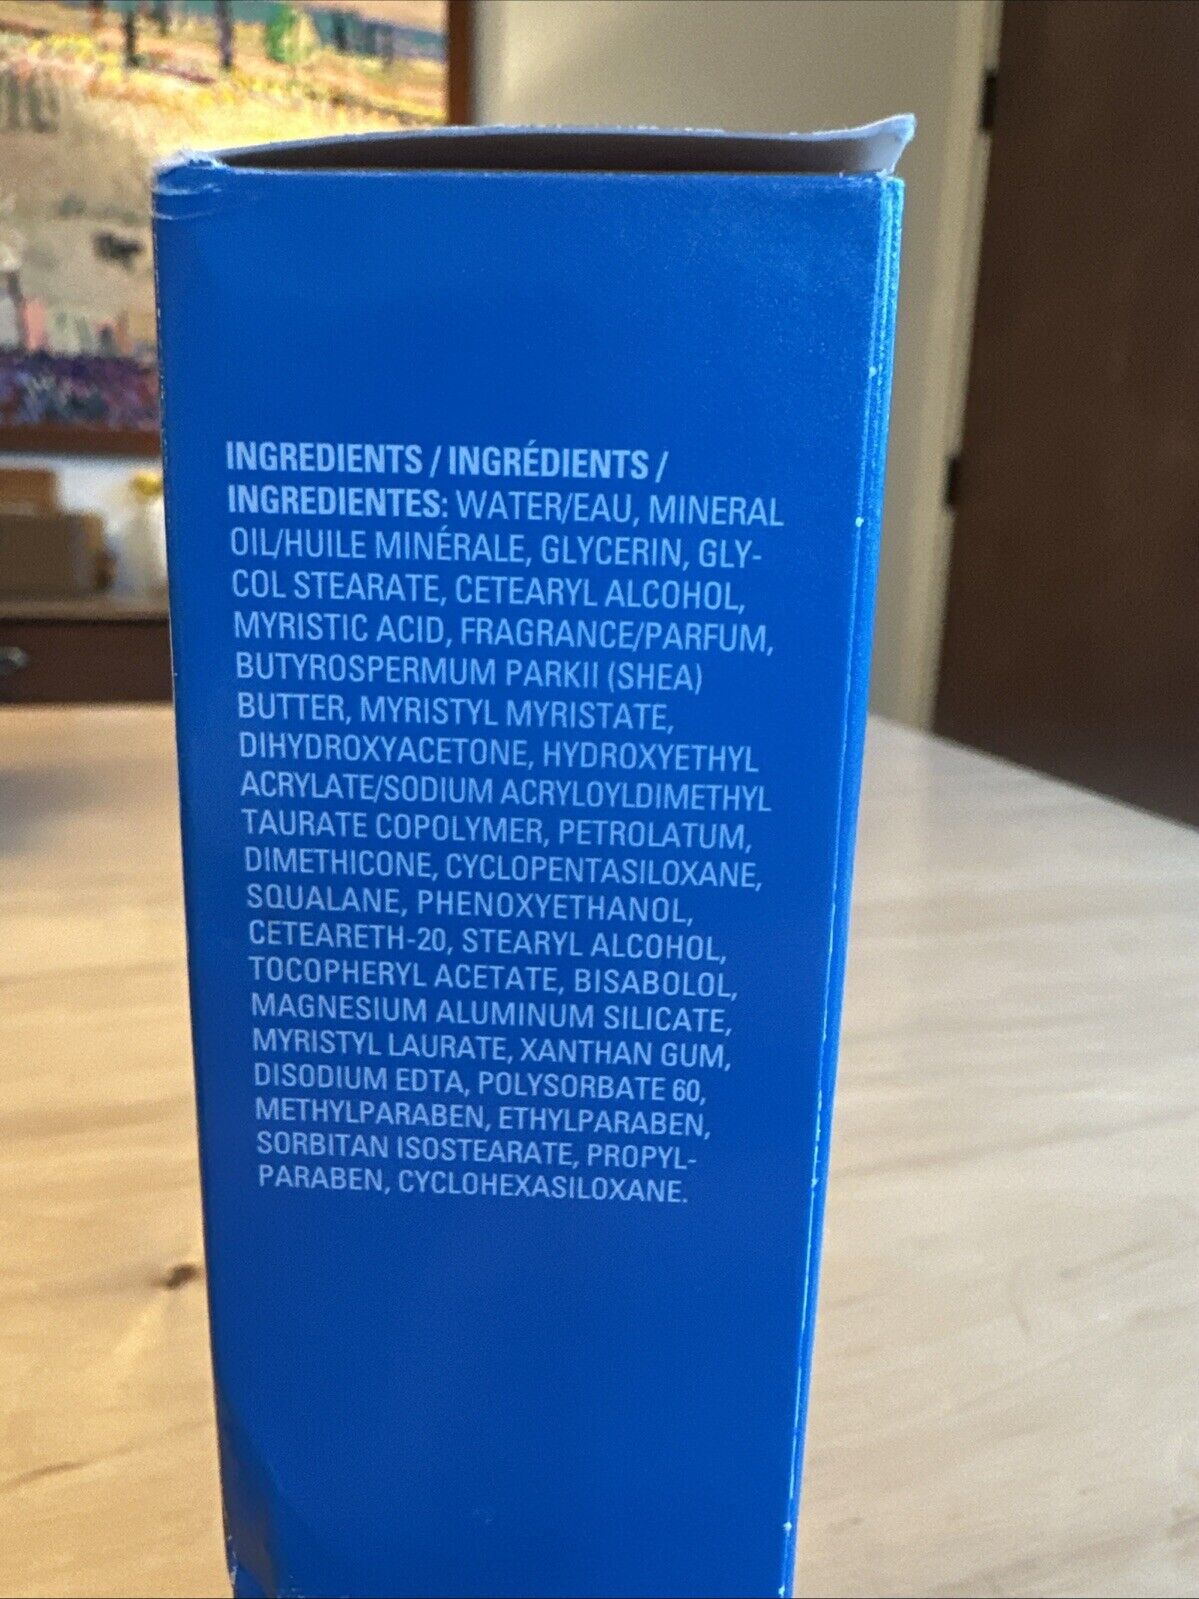 INGREDIENTS / INGRÉDIENTS /
INGREDIENTES: WATER/EAU, MINERAL
OIL/HUILE MINÉRALE, GLYCERIN, GLY-
COL STEARATE, CETEARYL ALCOHOL,
MYRISTIC ACID, FRAGRANCE/PARFUM,
BUTYROSPERMUM PARKII (SHEA)
BUTTER, MYRISTYL MYRISTATE,
DIHYDROXYACETONE, HYDROXYETHYL
ACRYLATE/SODIUM ACRYLOYLDIMETHYL
TAURATE COPOLYMER, PETROLATUM,
DIMETHICONE, CYCLOPENTASILOXANE,
SQUALANE, PHENOXYETHANOL,
CETEARETH-20, STEARYL ALCOHOL,
TOCOPHERYL ACETATE, BISABOLOL,
MAGNESIUM ALUMINUM SILICATE,
MYRISTYL LAURATE, XANTHAN GUM,
DISODIUM EDTA, POLYSORBATE 60,
METHYLPARABEN, ETHYLPARABEN,
SORBITAN ISOSTEARATE, PROPYL-
PARABEN, CYCLOHEXASILOXANE.